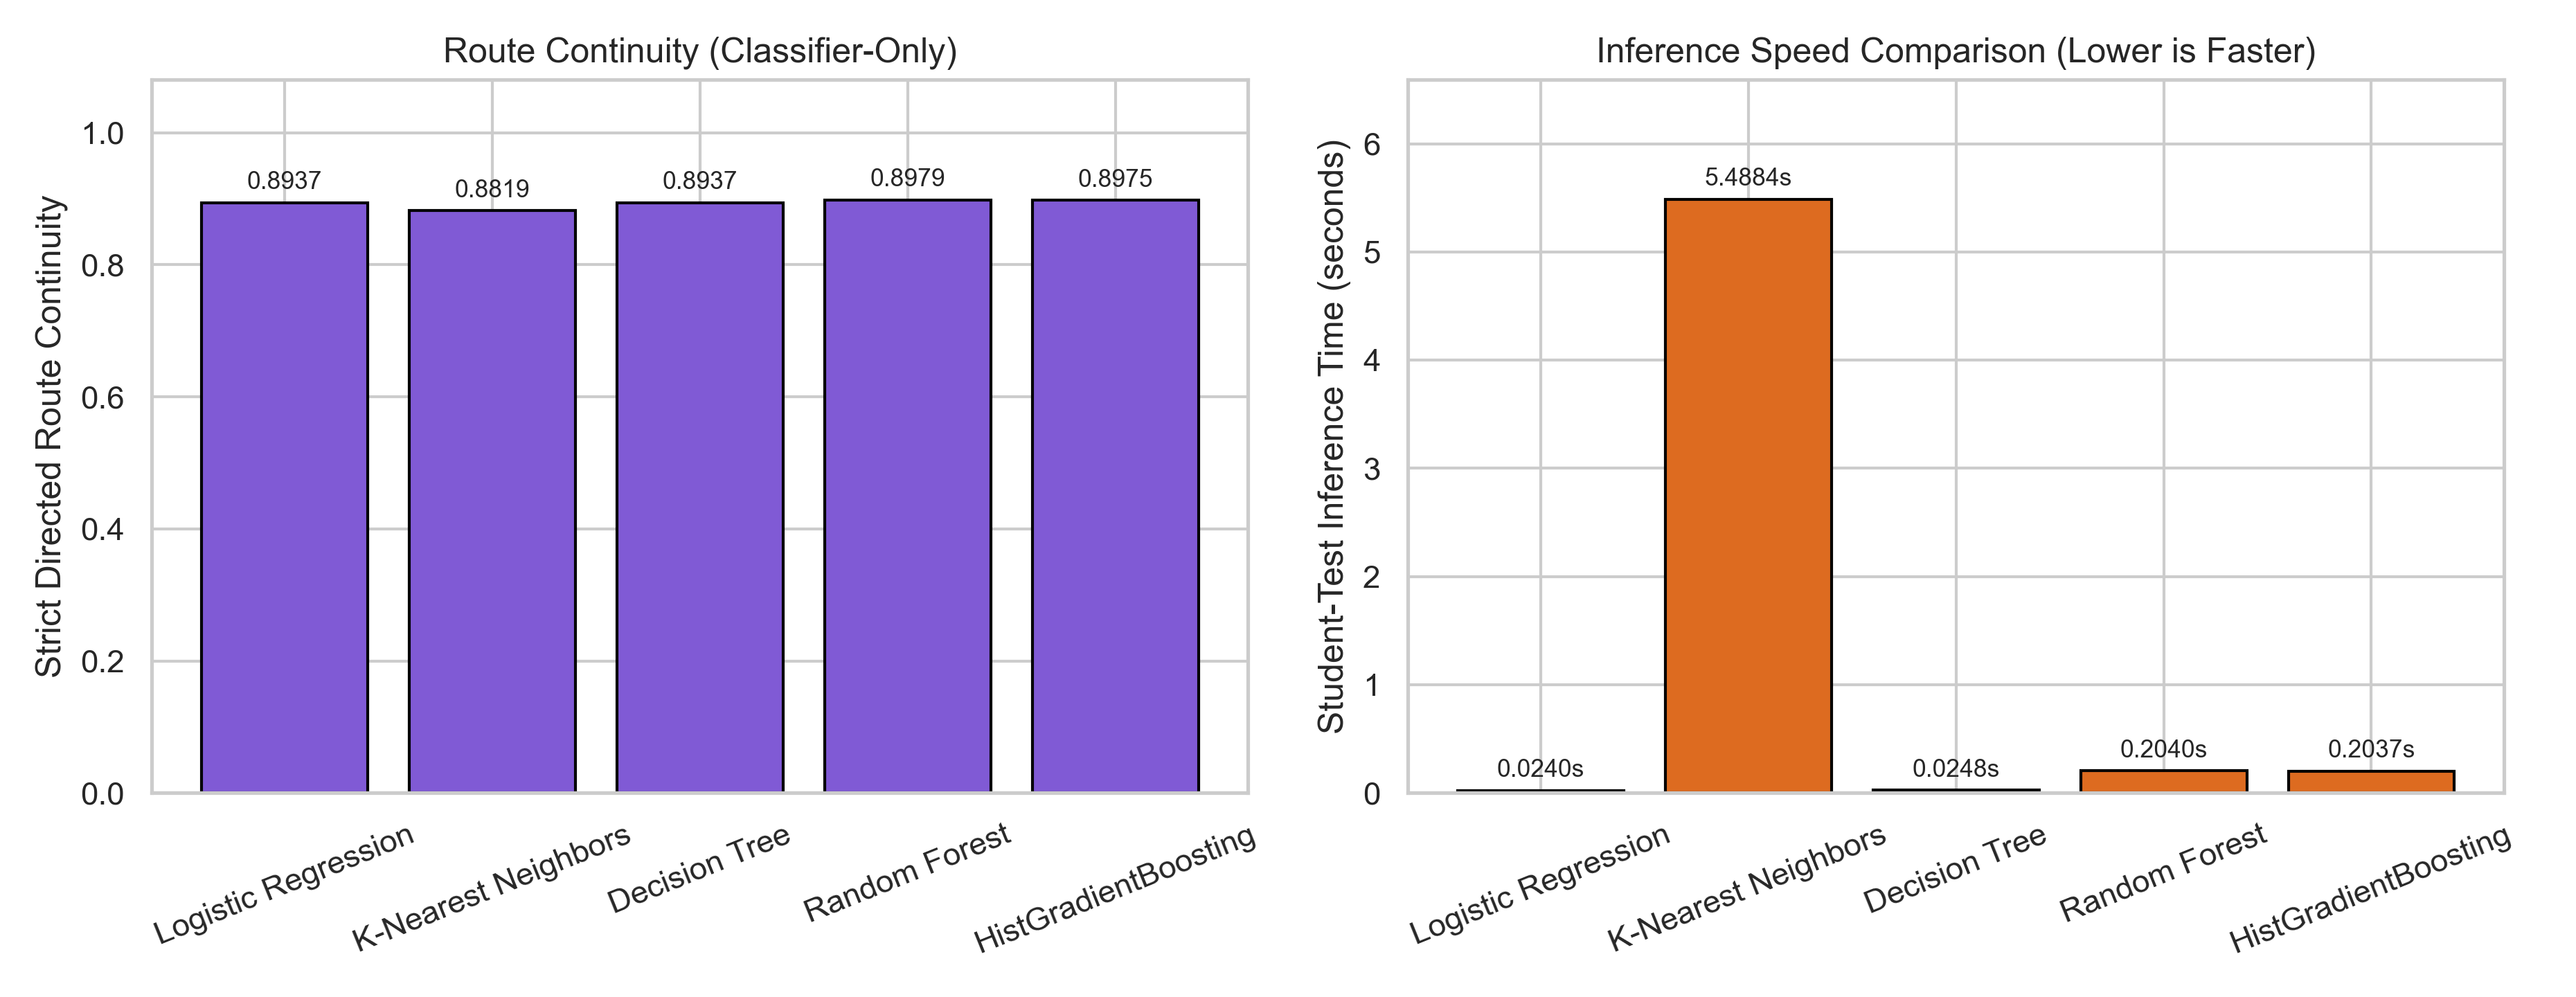 Route Continuity (Classifier-Only)
Strict Directed Route Continuity
1.0
0.8
0.6
0.4
0.2
0.0
0.8937
0.8819
0.8937
0.8979
0.8975
Logistic Regression
K-Nearest Neighbors
Decision Tree
Random Forest
HistGradientBoosting
Inference Speed Comparison (Lower is Faster)
Student-Test Inference Time (seconds)
6
5
4
3
2
1
0
0.0240s
5.4884s
0.0248s
0.2040s
0.2037s
Logistic Regression
K-Nearest Neighbors
Decision Tree
Random Forest
HistGradientBoosting